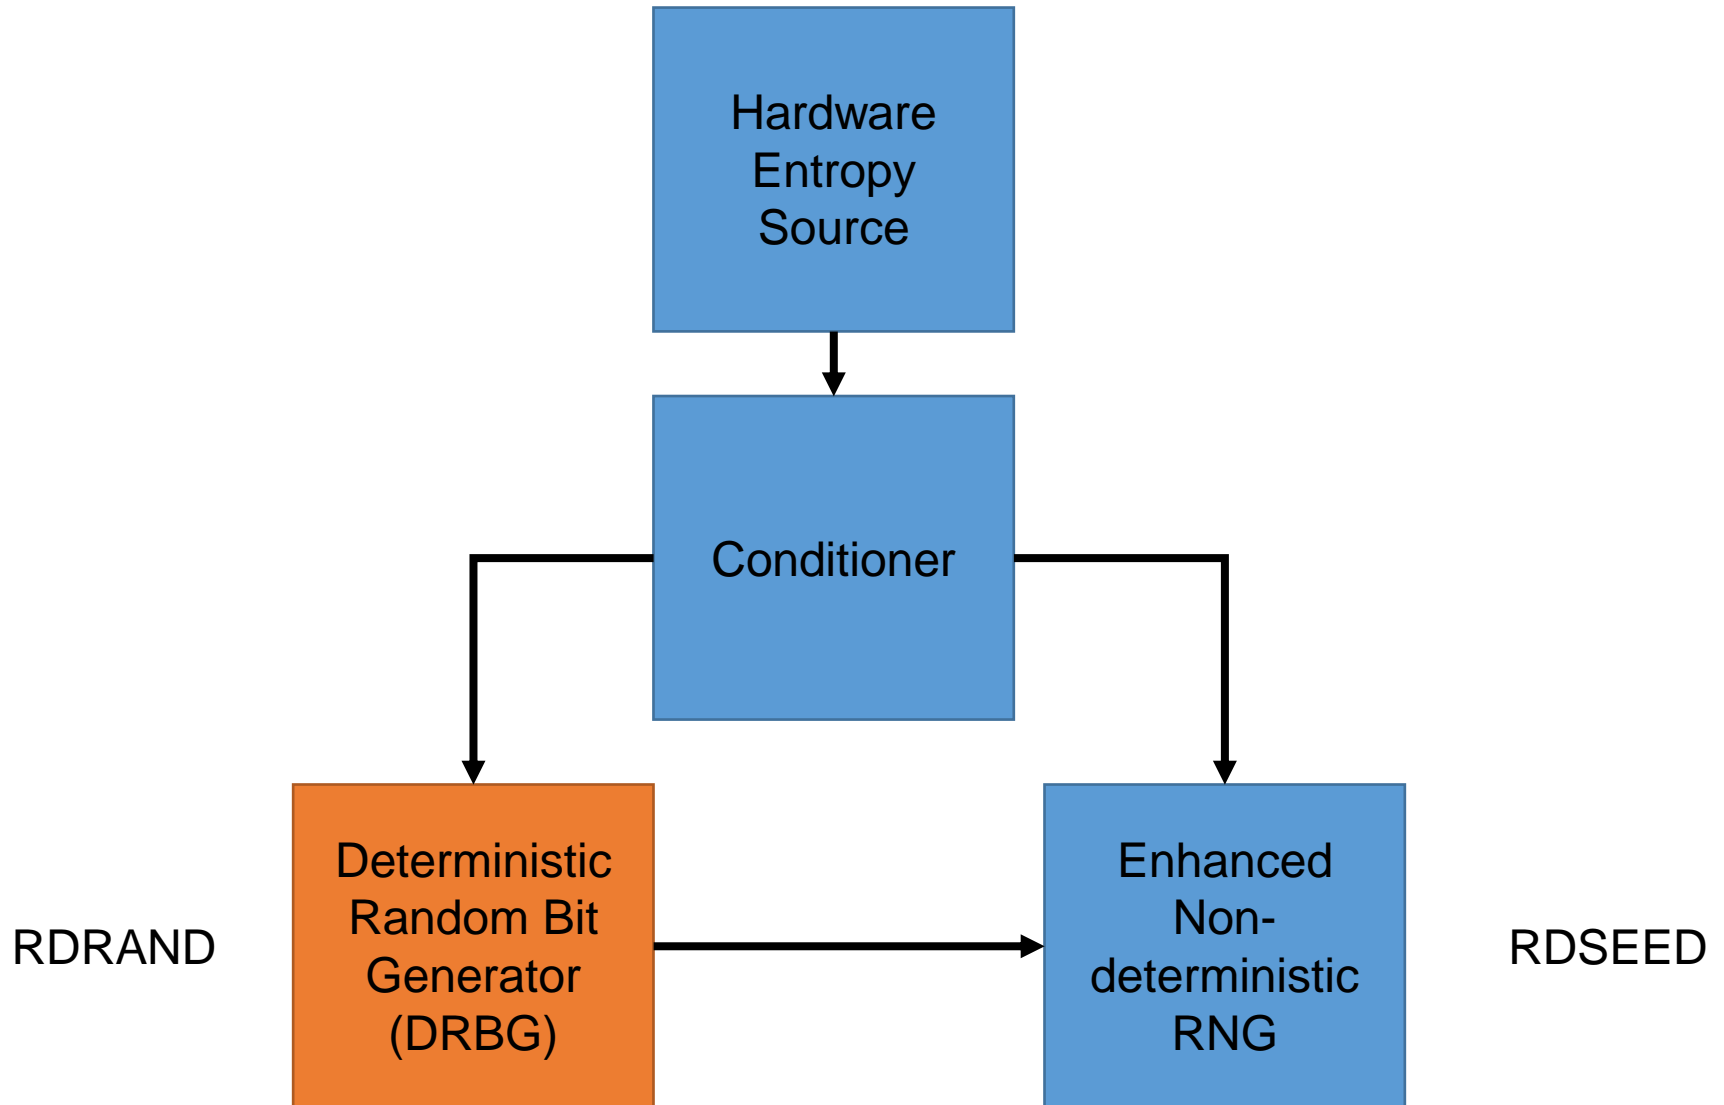 Hardware
Entropy
Source
Conditioner
RDRAND
Deterministic
Random Bit
Generator
(DRBG)
Enhanced
Non-
deterministic
RNG
RDSEED